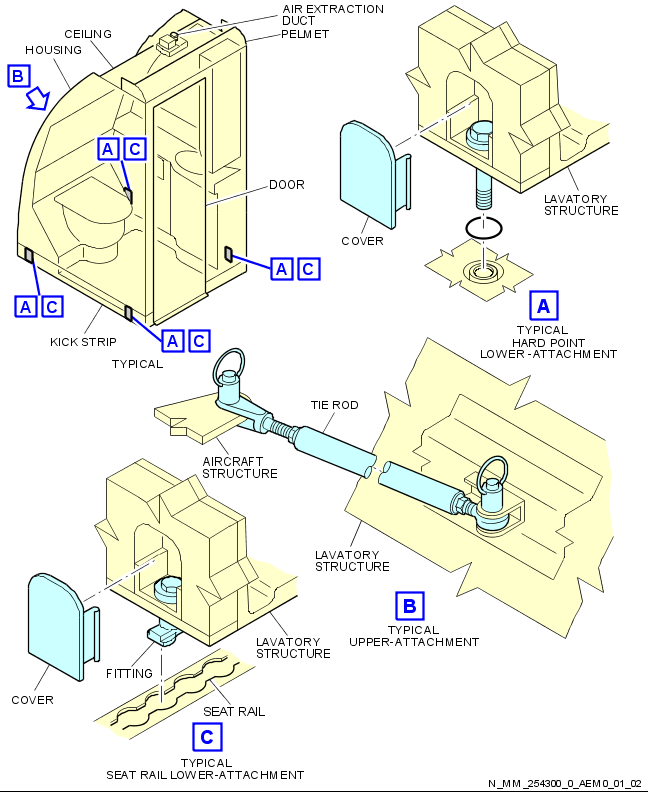 AIR EXTRACTION
DUCT
PELMET
CEILING
HOUSING
B
A C
DOOR
A C
A C
A C
KICK STRIP
TYPICAL
LAVATORY
STRUCTURE
COVER
A
TYPICAL
HARD POINT
LOWER-ATTACHMENT
TIE ROD
AIRCRAFT
STRUCTURE
LAVATORY
STRUCTURE
B
TYPICAL
UPPER-ATTACHMENT
LAVATORY
STRUCTURE
FITTING
COVER
SEAT RAIL
C
TYPICAL
SEAT RAIL LOWER-ATTACHMENT
N_MM_254300_0_AEM0_01_02